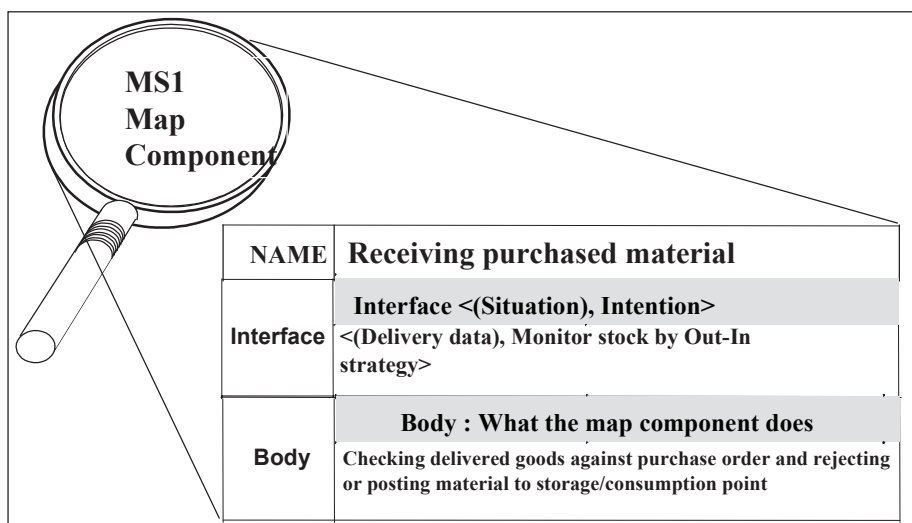 MS1
Map
Component
NAME
Receiving purchased material
Interface
Interface <(Situation), Intention>
<(Delivery data), Monitor stock by Out-In
strategy>
Body
Body : What the map component does
Checking delivered goods against purchase order and rejecting
or posting material to storage/consumption point